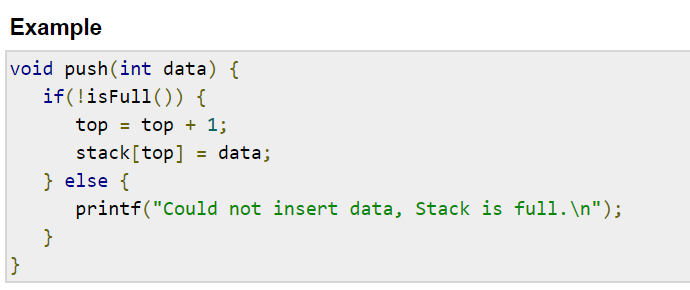 Example
void push(int data) {
   if(!isFull()) {
      top = top + 1;
      stack[top] = data;
   } else {
      printf("Could not insert data, Stack is full.\n");
   }
}